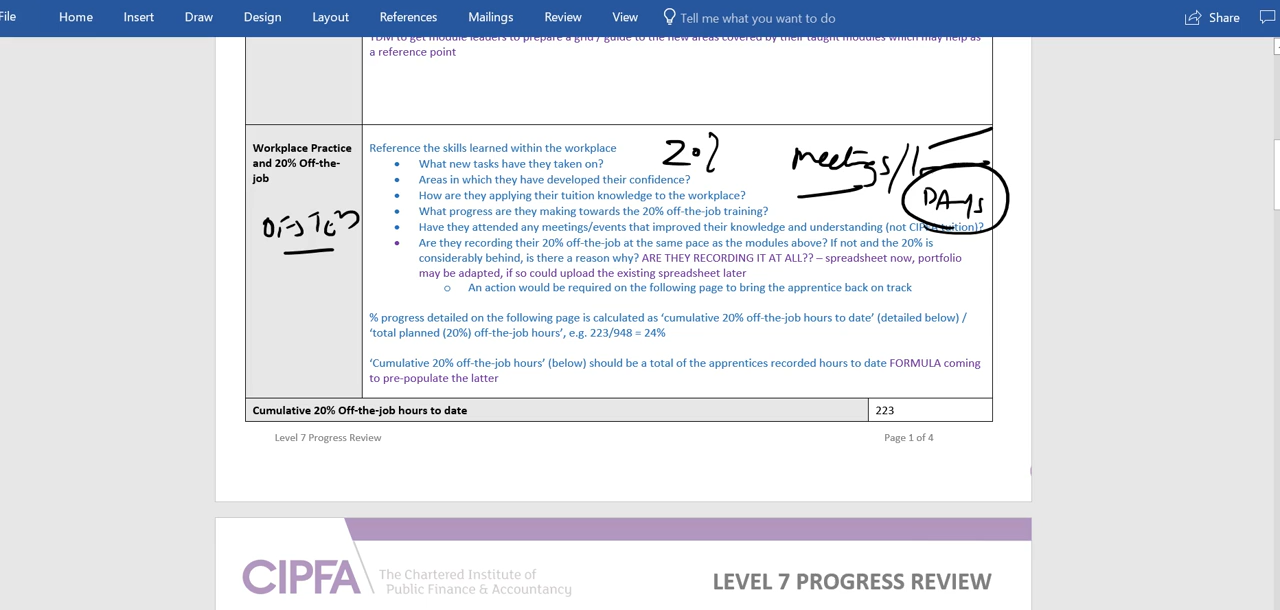 File Home Insert Draw Design Layout References Mailings Review View Tell me what you want to do Share
TDM to get module leaders to prepare a grid / guide to the new areas covered by their taught modules which may help as
a reference point
Workplace Practice
and 20% Off-the-
job
Reference the skills learned within the workplace
20%
meetings/
DAYS
• What new tasks have they taken on?
• Areas in which they have developed their confidence?
• How are they applying their tuition knowledge to the workplace?
• What progress are they making towards the 20% off-the-job training?
• Have they attended any meetings/events that improved their knowledge and understanding (not CIPFA tuition)?
• Are they recording their 20% off-the-job at the same pace as the modules above? If not and the 20% is
considerably behind, is there a reason why? ARE THEY RECORDING IT AT ALL?? – spreadsheet now, portfolio
may be adapted, if so could upload the existing spreadsheet later
o An action would be required on the following page to bring the apprentice back on track
% progress detailed on the following page is calculated as ‘cumulative 20% off-the-job hours to date’ (detailed below) /
‘total planned (20%) off-the-job hours’, e.g. 223/948 = 24%
‘Cumulative 20% off-the-job hours’ (below) should be a total of the apprentices recorded hours to date FORMULA coming
to pre-populate the latter
Cumulative 20% Off-the-job hours to date 223
Level 7 Progress Review Page 1 of 4
CIPFA The Chartered Institute of
Public Finance & Accountancy
LEVEL 7 PROGRESS REVIEW